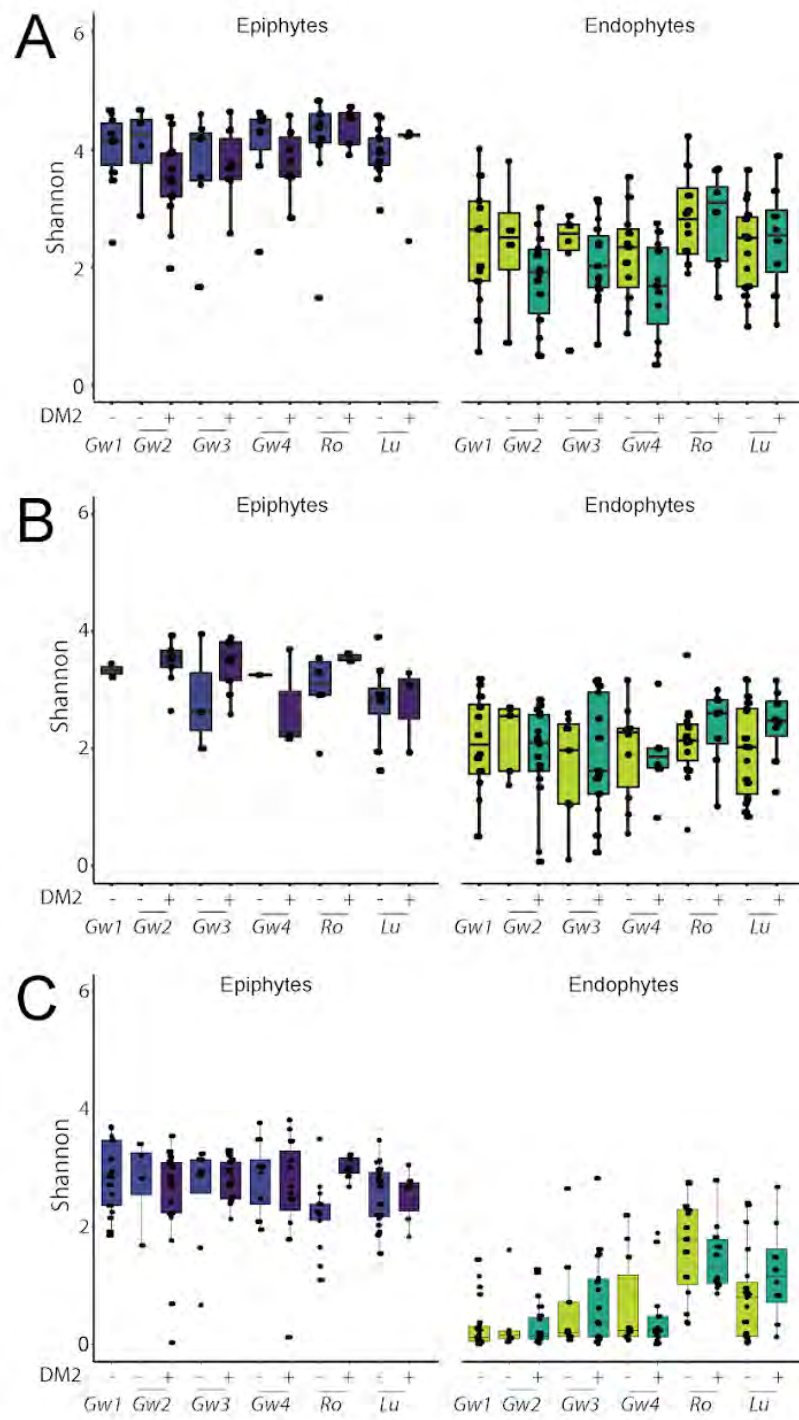 A
Epiphytes Endophytes
6
4
2
0
Shannon
DM2 - - + - + - + - + - + - - + - + - + - + - +
Gw1 Gw2 Gw3 Gw4 Ro Lu Gw1 Gw2 Gw3 Gw4 Ro Lu
B
Epiphytes Endophytes
6
4
2
0
Shannon
DM2 - - + - + - + - + - + - - + - + - + - + - +
Gw1 Gw2 Gw3 Gw4 Ro Lu Gw1 Gw2 Gw3 Gw4 Ro Lu
C
Epiphytes Endophytes
6
4
2
0
Shannon
DM2 - - + - + - + - + - + - - + - + - + - + - +
Gw1 Gw2 Gw3 Gw4 Ro Lu Gw1 Gw2 Gw3 Gw4 Ro Lu